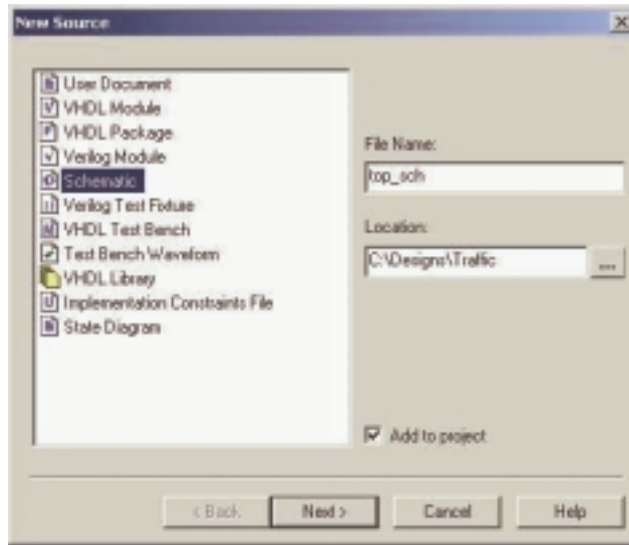 New Source
User Document
VHDL Module
VHDL Package
Verilog Module
Schematic
Verilog Test Fixture
VHDL Test Bench
Test Bench Waveform
VHDL Library
Implementation Constraints File
State Diagram
File Name:
top_sch
Location:
C:\Designs\Traffic
...
Add to project
< Back
Next >
Cancel
Help